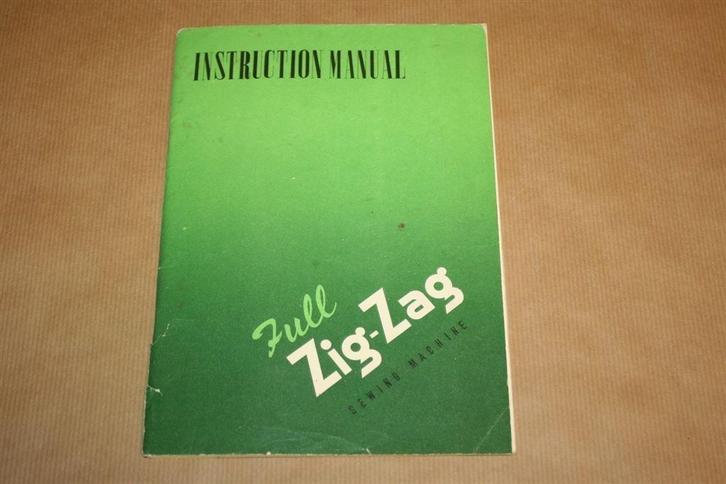 INSTRUCTION MANUAL
Full
Zig-Zag
SEWING MACHINE